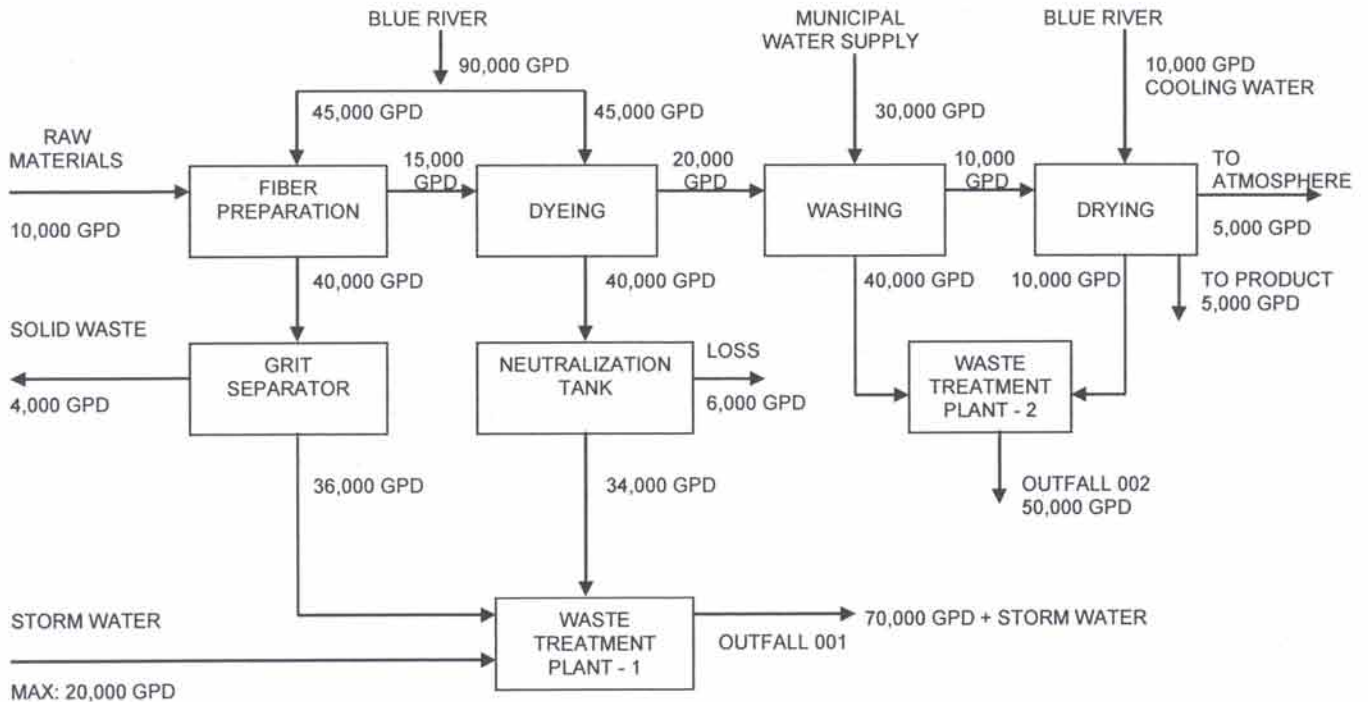 BLUE RIVER
90,000 GPD
45,000 GPD
45,000 GPD
MUNICIPAL
WATER SUPPLY
30,000 GPD
BLUE RIVER
10,000 GPD
COOLING WATER
RAW
MATERIALS
10,000 GPD
FIBER
PREPARATION
15,000
GPD
DYEING
20,000
GPD
WASHING
10,000
GPD
DRYING
TO
ATMOSPHERE
5,000 GPD
40,000 GPD
40,000 GPD
40,000 GPD
10,000 GPD
TO PRODUCT
5,000 GPD
SOLID WASTE
4,000 GPD
GRIT
SEPARATOR
NEUTRALIZATION
TANK
LOSS
6,000 GPD
WASTE
TREATMENT
PLANT - 2
36,000 GPD
34,000 GPD
OUTFALL 002
50,000 GPD
STORM WATER
MAX: 20,000 GPD
WASTE
TREATMENT
PLANT - 1
OUTFALL 001
70,000 GPD + STORM WATER